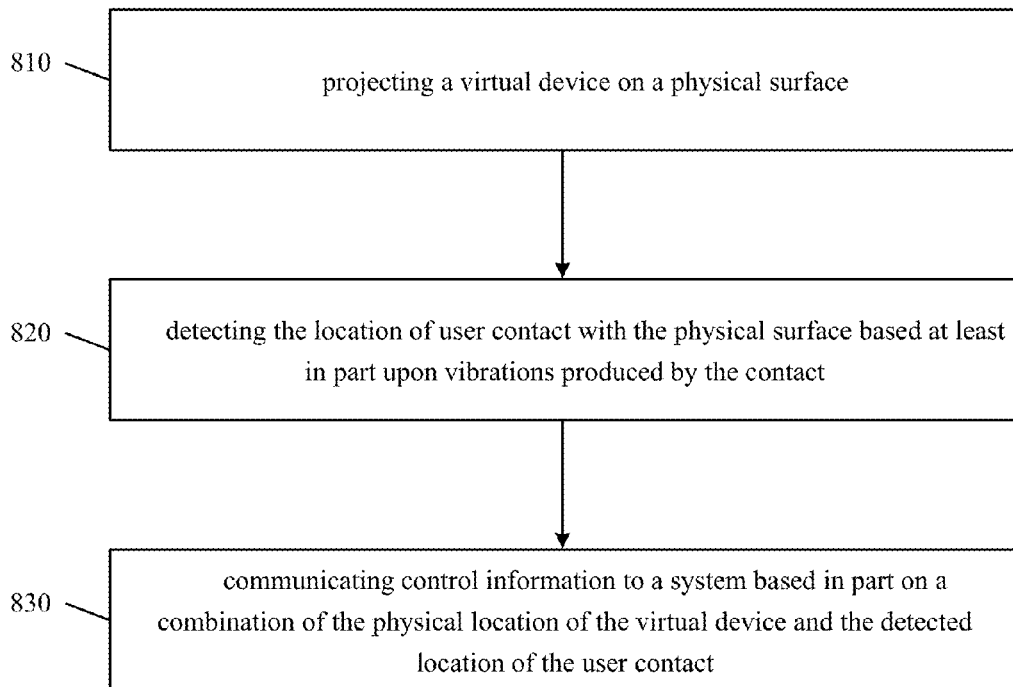 810
projecting a virtual device on a physical surface
820
detecting the location of user contact with the physical surface based at least
in part upon vibrations produced by the contact
830
communicating control information to a system based in part on a
combination of the physical location of the virtual device and the detected
location of the user contact